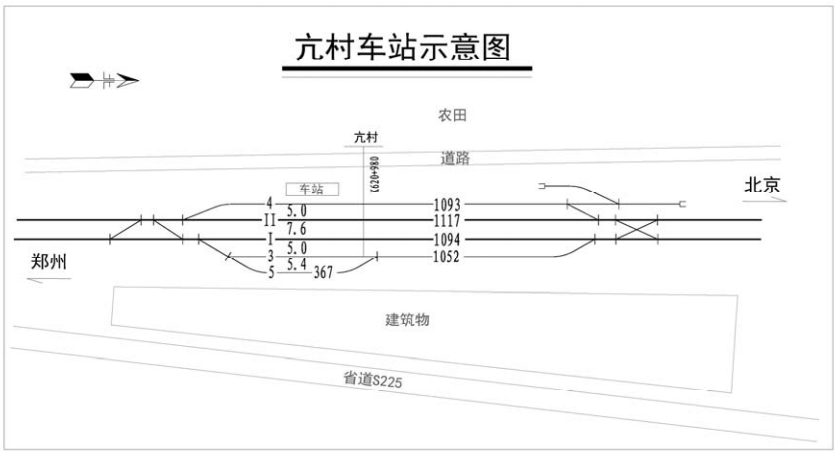 亢村车站示意图
农田
亢村
道路
K620+980
车站
北京
4
1093
5.0
II
1117
7.6
I
1094
5.0
3
1052
5.4
5
367
郑州
建筑物
省道S225